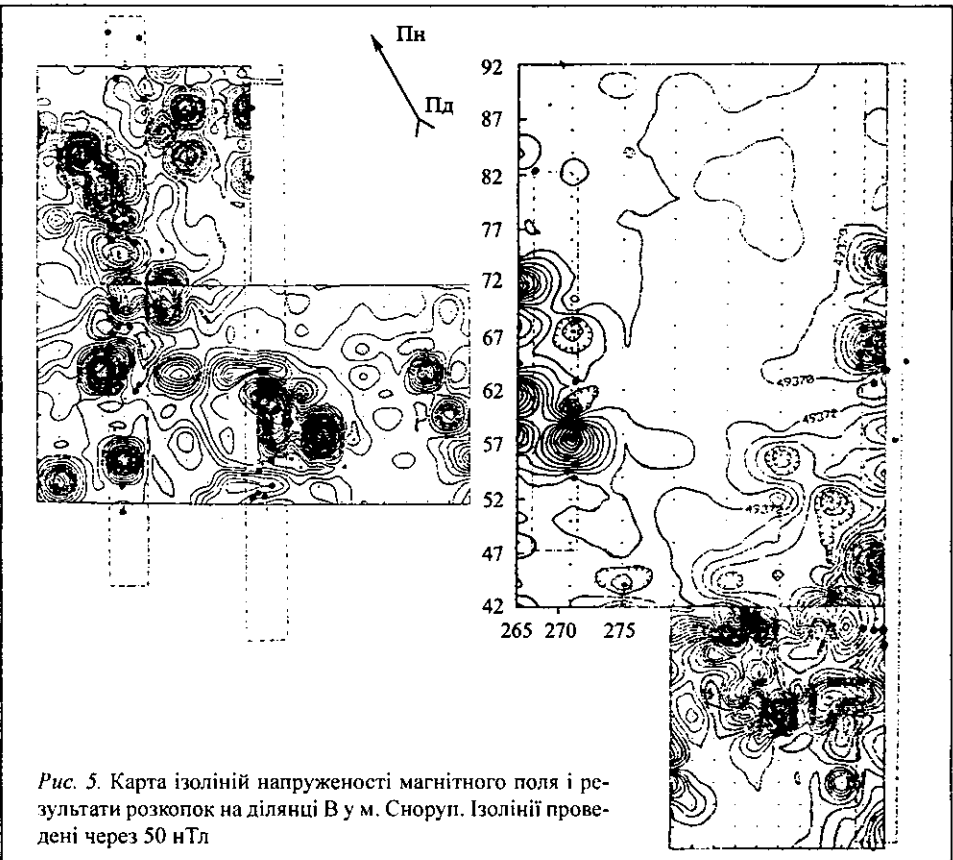 Пн
Пд
92
87
82
77
72
67
62
57
52
47
42
265 270 275
49370
49372
Рис. 5. Карта ізоліній напруженості магнітного поля і ре-
зультати розкопок на ділянці В у м. Сноруп. Ізолінії прове-
дені через 50 нТл